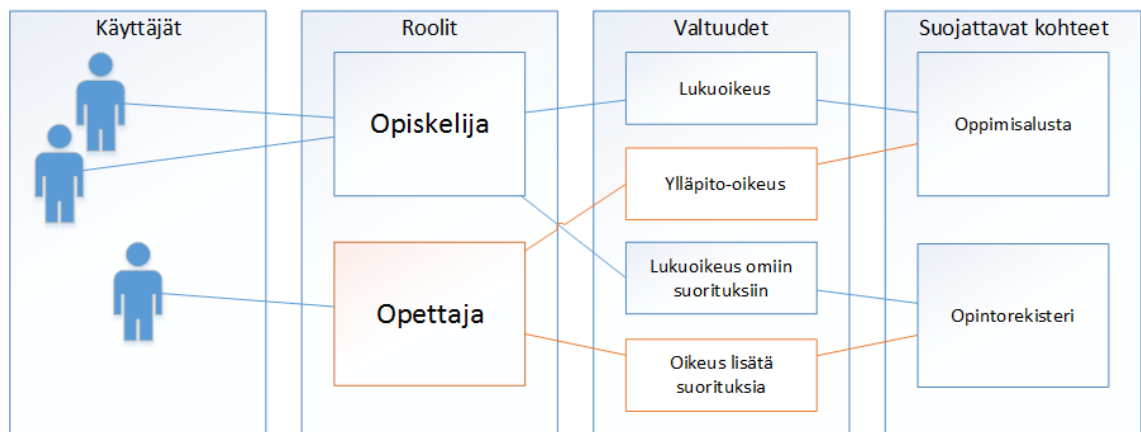 Käyttäjät
Roolit
Valtuudet
Suojattavat kohteet
Opiskelija
Opettaja
Lukuoikeus
Ylläpito-oikeus
Lukuoikeus omiin
suorituksiin
Oikeus lisätä
suorituksia
Oppimisalusta
Opintorekisteri